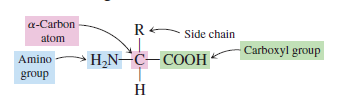 α-Carbon
atom
R
Side chain
Amino
group
H₂N—C—COOH
Carboxyl group
H